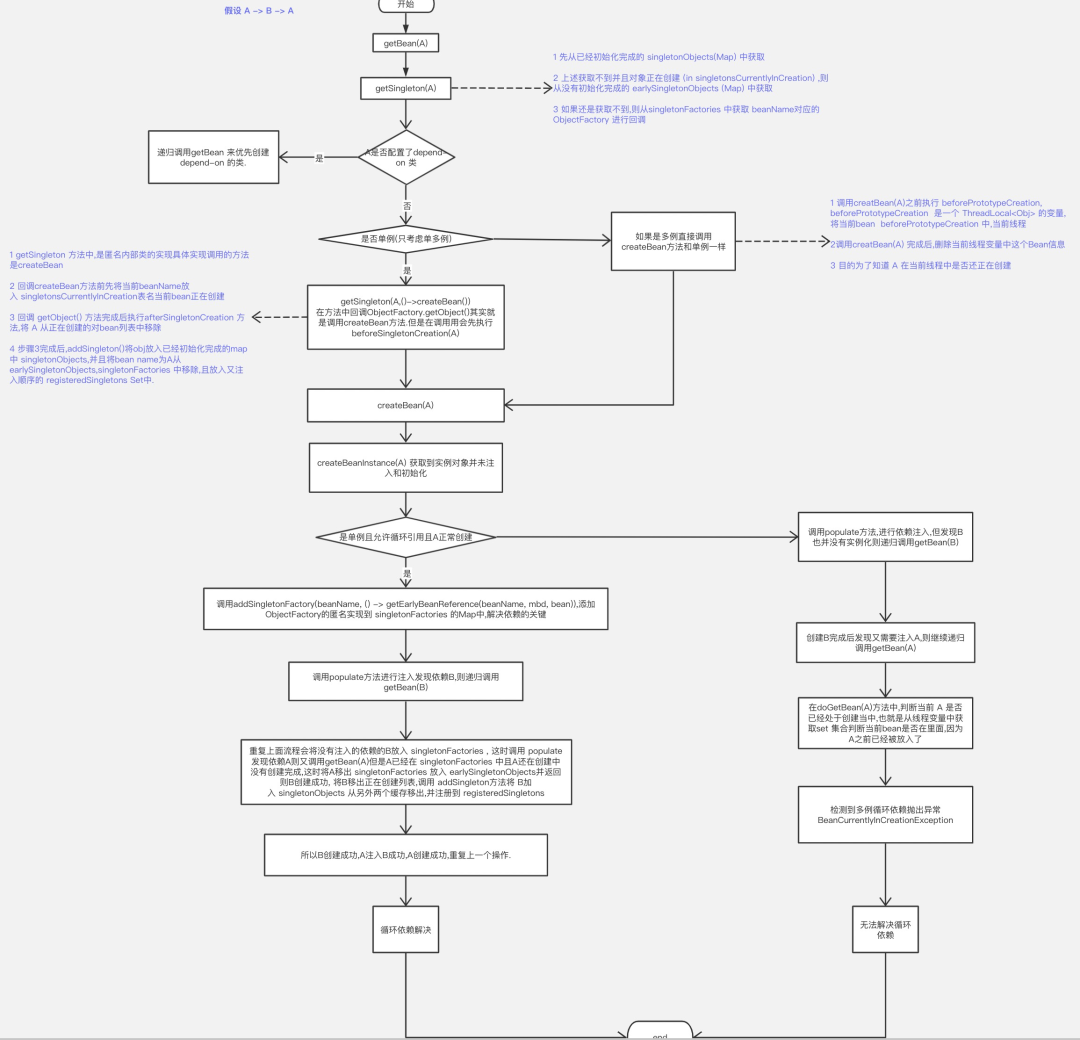 假设 A -> B -> A
开始
getBean(A)
getSingleton(A)
1 先从已经初始化完成的 singletonObjects(Map) 中获取
2 上述获取不到并且对象正在创建 (in singletonsCurrentlyInCreation) ,则
从没有初始化完成的 earlySingletonObjects (Map) 中获取
3 如果还是获取不到,则从singletonFactories 中获取 beanName对应的
ObjectFactory 进行回调
递归调用getBean 来优先创建
depend-on 的类.
是
A是否配置了depend-
on 类
否
是否单例(只考虑单多例)
如果是多例直接调用
createBean方法和单例一样
1 调用creatBean(A)之前执行 beforePrototypeCreation,
beforePrototypeCreation 是一个 ThreadLocal<Obj> 的变量,
将当前bean beforePrototypeCreation 中,当前线程
2调用creatBean(A) 完成后,删除当前线程变量中这个Bean信息
3 目的为了知道 A 在当前线程中是否还正在创建
是
1 getSingleton 方法中,是匿名内部类的实现具体实现调用的方法
是createBean
2 回调createBean方法前先将当前beanName放
入 singletonsCurrentlyInCreation表名当前bean正在创建
3 回调 getObject() 方法完成后执行afterSingletonCreation 方
法,将 A 从正在创建的对bean列表中移除
4 步骤3完成后,addSingleton()将obj放入已经初始化完成的map
中 singletonObjects,并且将bean name为A从
earlySingletonObjects,singletonFactories 中移除,且放入又注
入顺序的 registeredSingletons Set中.
getSingleton(A,()->createBean())
在方法中回调ObjectFactory.getObject()其实就
是调用createBean方法.但是在调用用会先执行
beforeSingletonCreation(A)
createBean(A)
createBeanInstance(A) 获取到实例对象并未注
入和初始化
是单例且允许循环引用且A正常创建
是
调用addSingletonFactory(beanName, () -> getEarlyBeanReference(beanName, mbd, bean)),添加
ObjectFactory的匿名实现到 singletonFactories 的Map中,解决依赖的关键
调用populate方法进行注入发现依赖B,则递归调用
getBean(B)
重复上面流程会将没有注入的依赖的B放入 singletonFactories , 这时调用 populate
发现依赖A则又调用getBean(A)但是A已经在 singletonFactories 中且A还在创建中
没有创建完成,这时将A移出 singletonFactories 放入 earlySingletonObjects并返回
则B创建成功, 将B移出正在创建列表,调用 addSingleton方法将 B加
入 singletonObjects 从另外两个缓存移出,并注册到 registeredSingletons
所以B创建成功,A注入B成功,A创建成功,重复上一个操作.
循环依赖解决
调用populate方法,进行依赖注入,但发现B
也并没有实例化则递归调用getBean(B)
创建B完成后发现又需要注入A,则继续递归
调用getBean(A)
在doGetBean(A)方法中,判断当前 A 是否
已经处于创建当中,也就是从线程变量中获
取set 集合判断当前bean是否在里面,因为
A之前已经被放入了
检测到多例循环依赖抛出异常
BeanCurrentlyInCreationException
无法解决循环
依赖
end